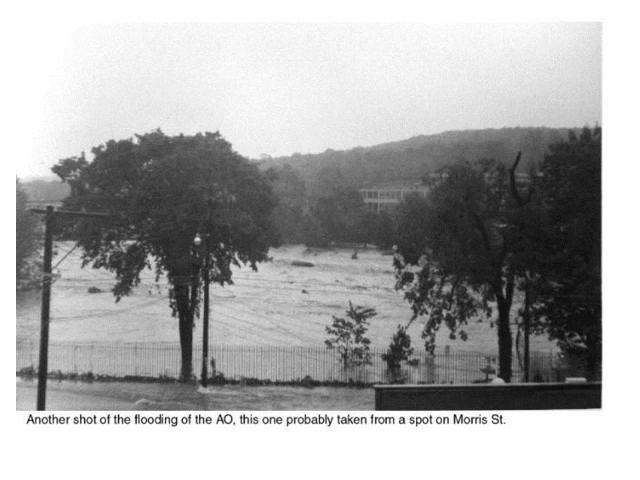 Another shot of the flooding of the AO, this one probably taken from a spot on Morris St.